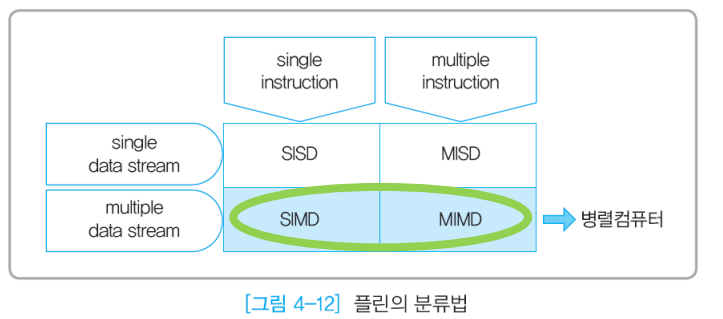 single
instruction
multiple
instruction
single
data stream
SISD
MISD
multiple
data stream
SIMD
MIMD
병렬컴퓨터
[그림 4-12] 플린의 분류법